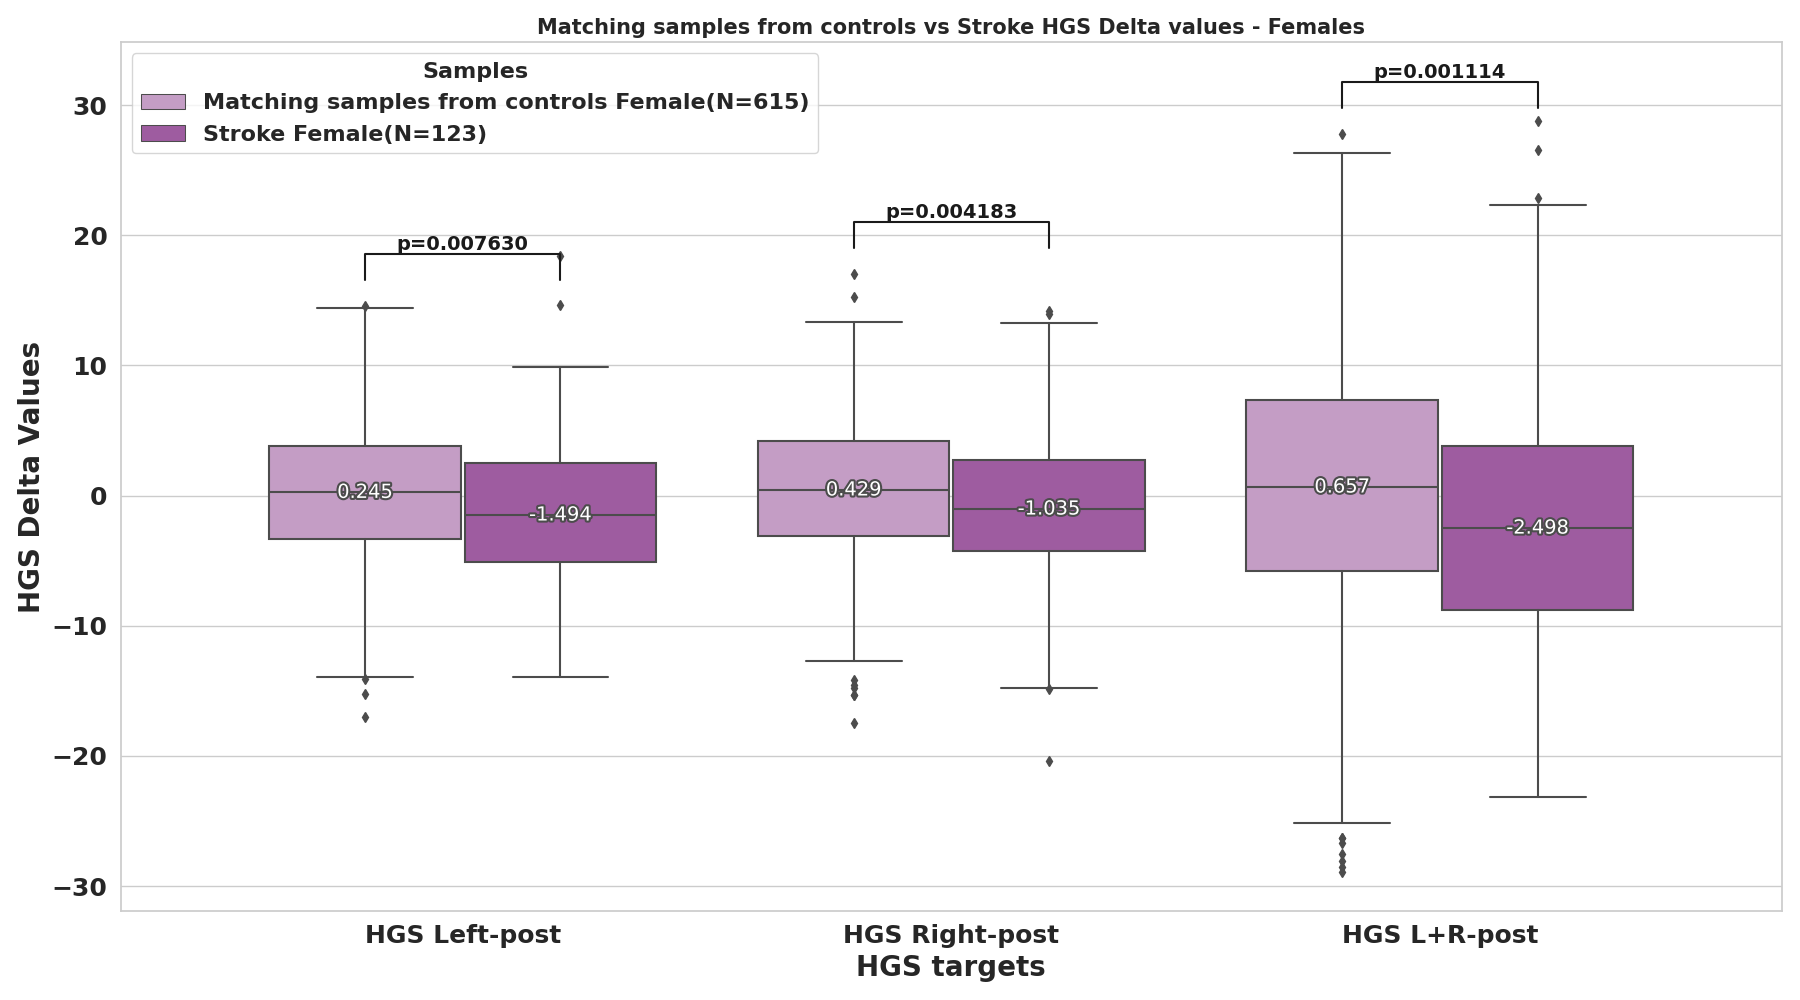 Matching samples from controls vs Stroke HGS Delta values - Females
Samples
Matching samples from controls Female(N=615)
Stroke Female(N=123)
p=0.001114
p=0.004183
p=0.007630
HGS Delta Values
30
20
10
0
−10
−20
−30
0.245
-1.494
0.429
-1.035
0.657
-2.498
HGS Left-post
HGS Right-post
HGS L+R-post
HGS targets